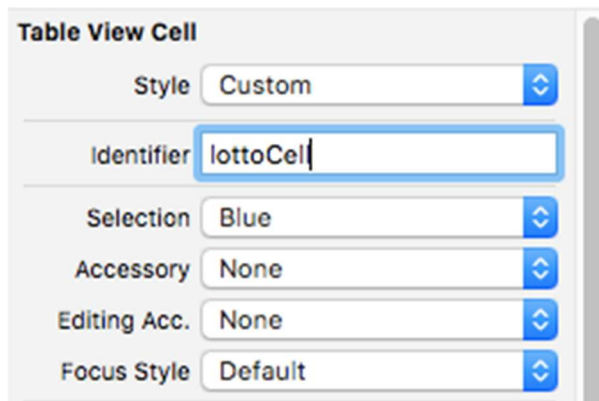 Table View Cell
Style Custom
Identifier lottoCell
Selection Blue
Accessory None
Editing Acc. None
Focus Style Default